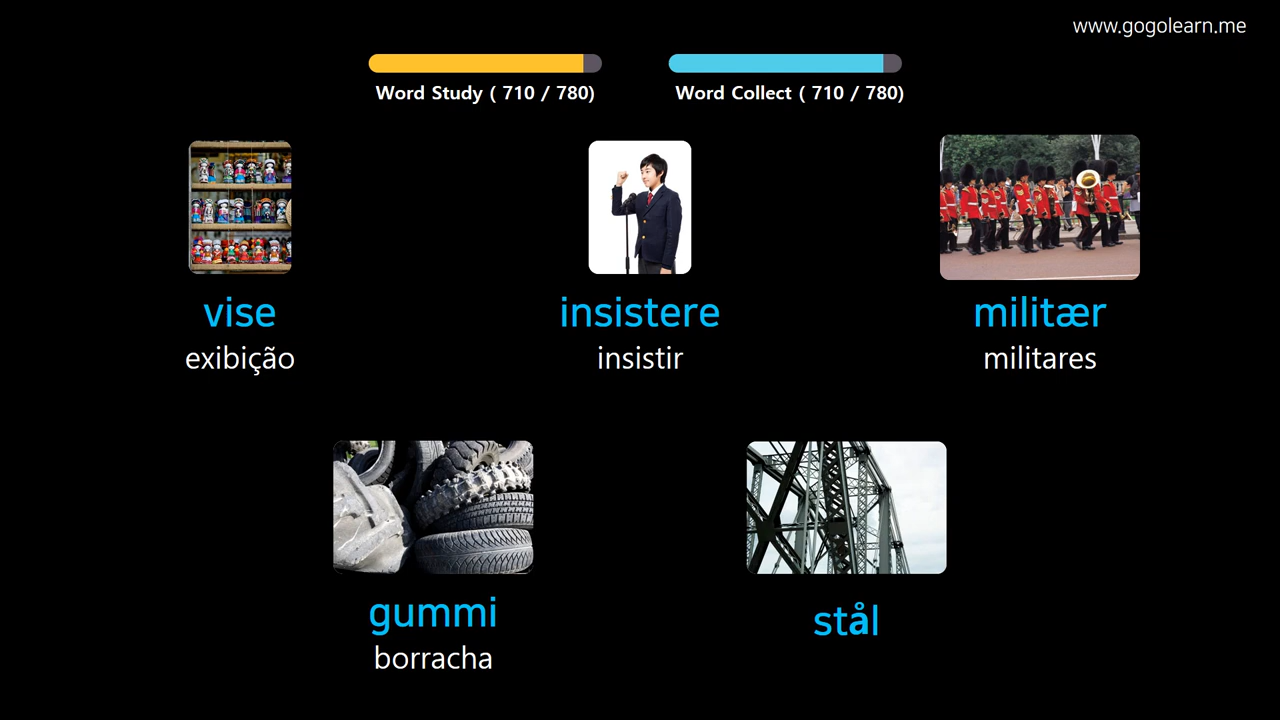 www.gogolearn.me
Word Study ( 710 / 780)
Word Collect ( 710 / 780)
vise
exibição
insistere
insistir
militær
militares
gummi
borracha
stål